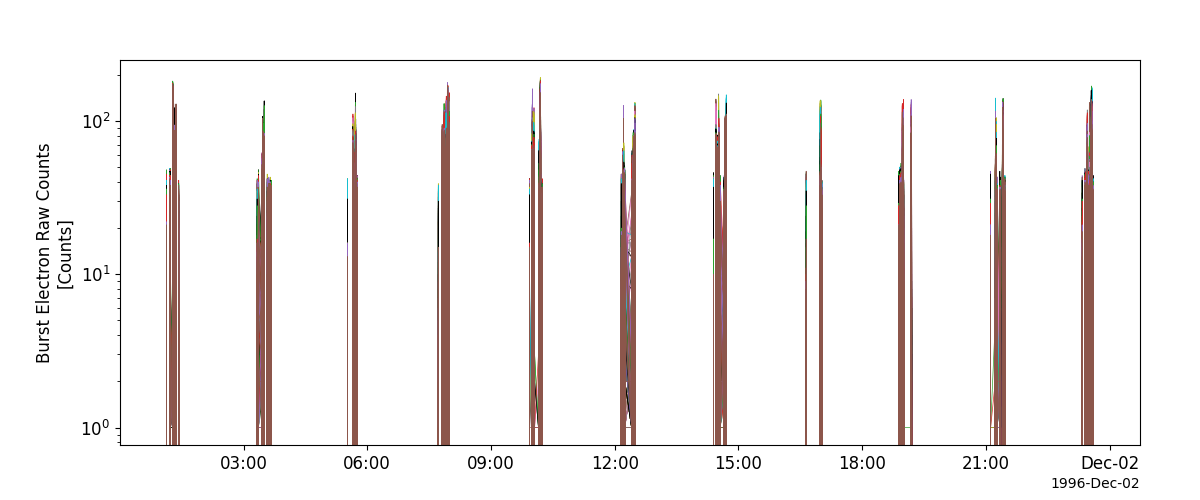 Burst Electron Raw Counts
[Counts]
10²
10¹
10⁰
03:00 06:00 09:00 12:00 15:00 18:00 21:00 Dec-02
1996-Dec-02